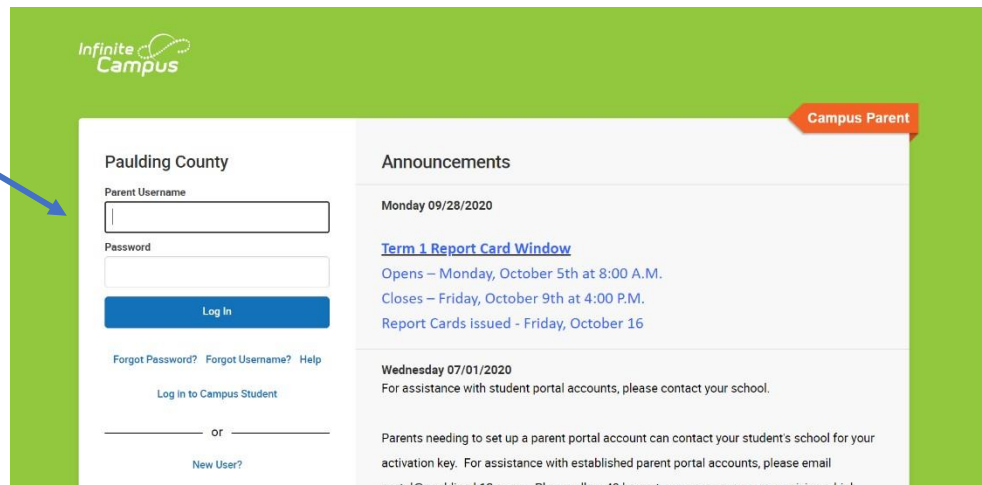 Infinite
Campus
Campus Parent
Paulding County
Parent Username
Password
Log In
Forgot Password? Forgot Username? Help
Log in to Campus Student
or
New User?
Announcements
Monday 09/28/2020
Term 1 Report Card Window
Opens – Monday, October 5th at 8:00 A.M.
Closes – Friday, October 9th at 4:00 P.M.
Report Cards issued - Friday, October 16
Wednesday 07/01/2020
For assistance with student portal accounts, please contact your school.
Parents needing to set up a parent portal account can contact your student's school for your
activation key. For assistance with established parent portal accounts, please email